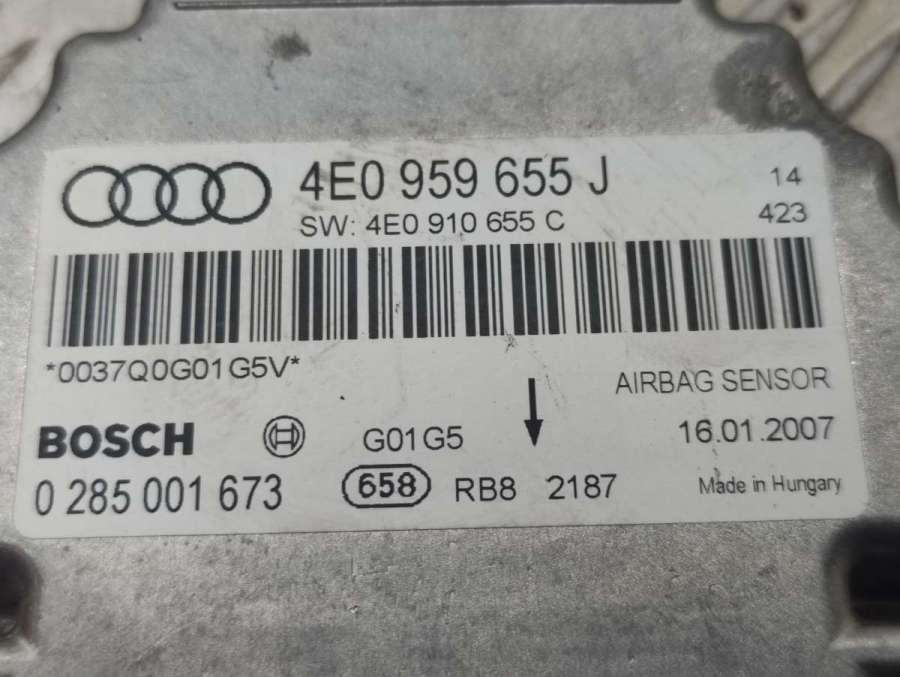 4E0 959 655 J
14
SW: 4E0 910 655 C
423
*0037Q0G01G5V*
AIRBAG SENSOR
BOSCH
G01G5
16.01.2007
0 285 001 673
658
RB8 2187
Made in Hungary